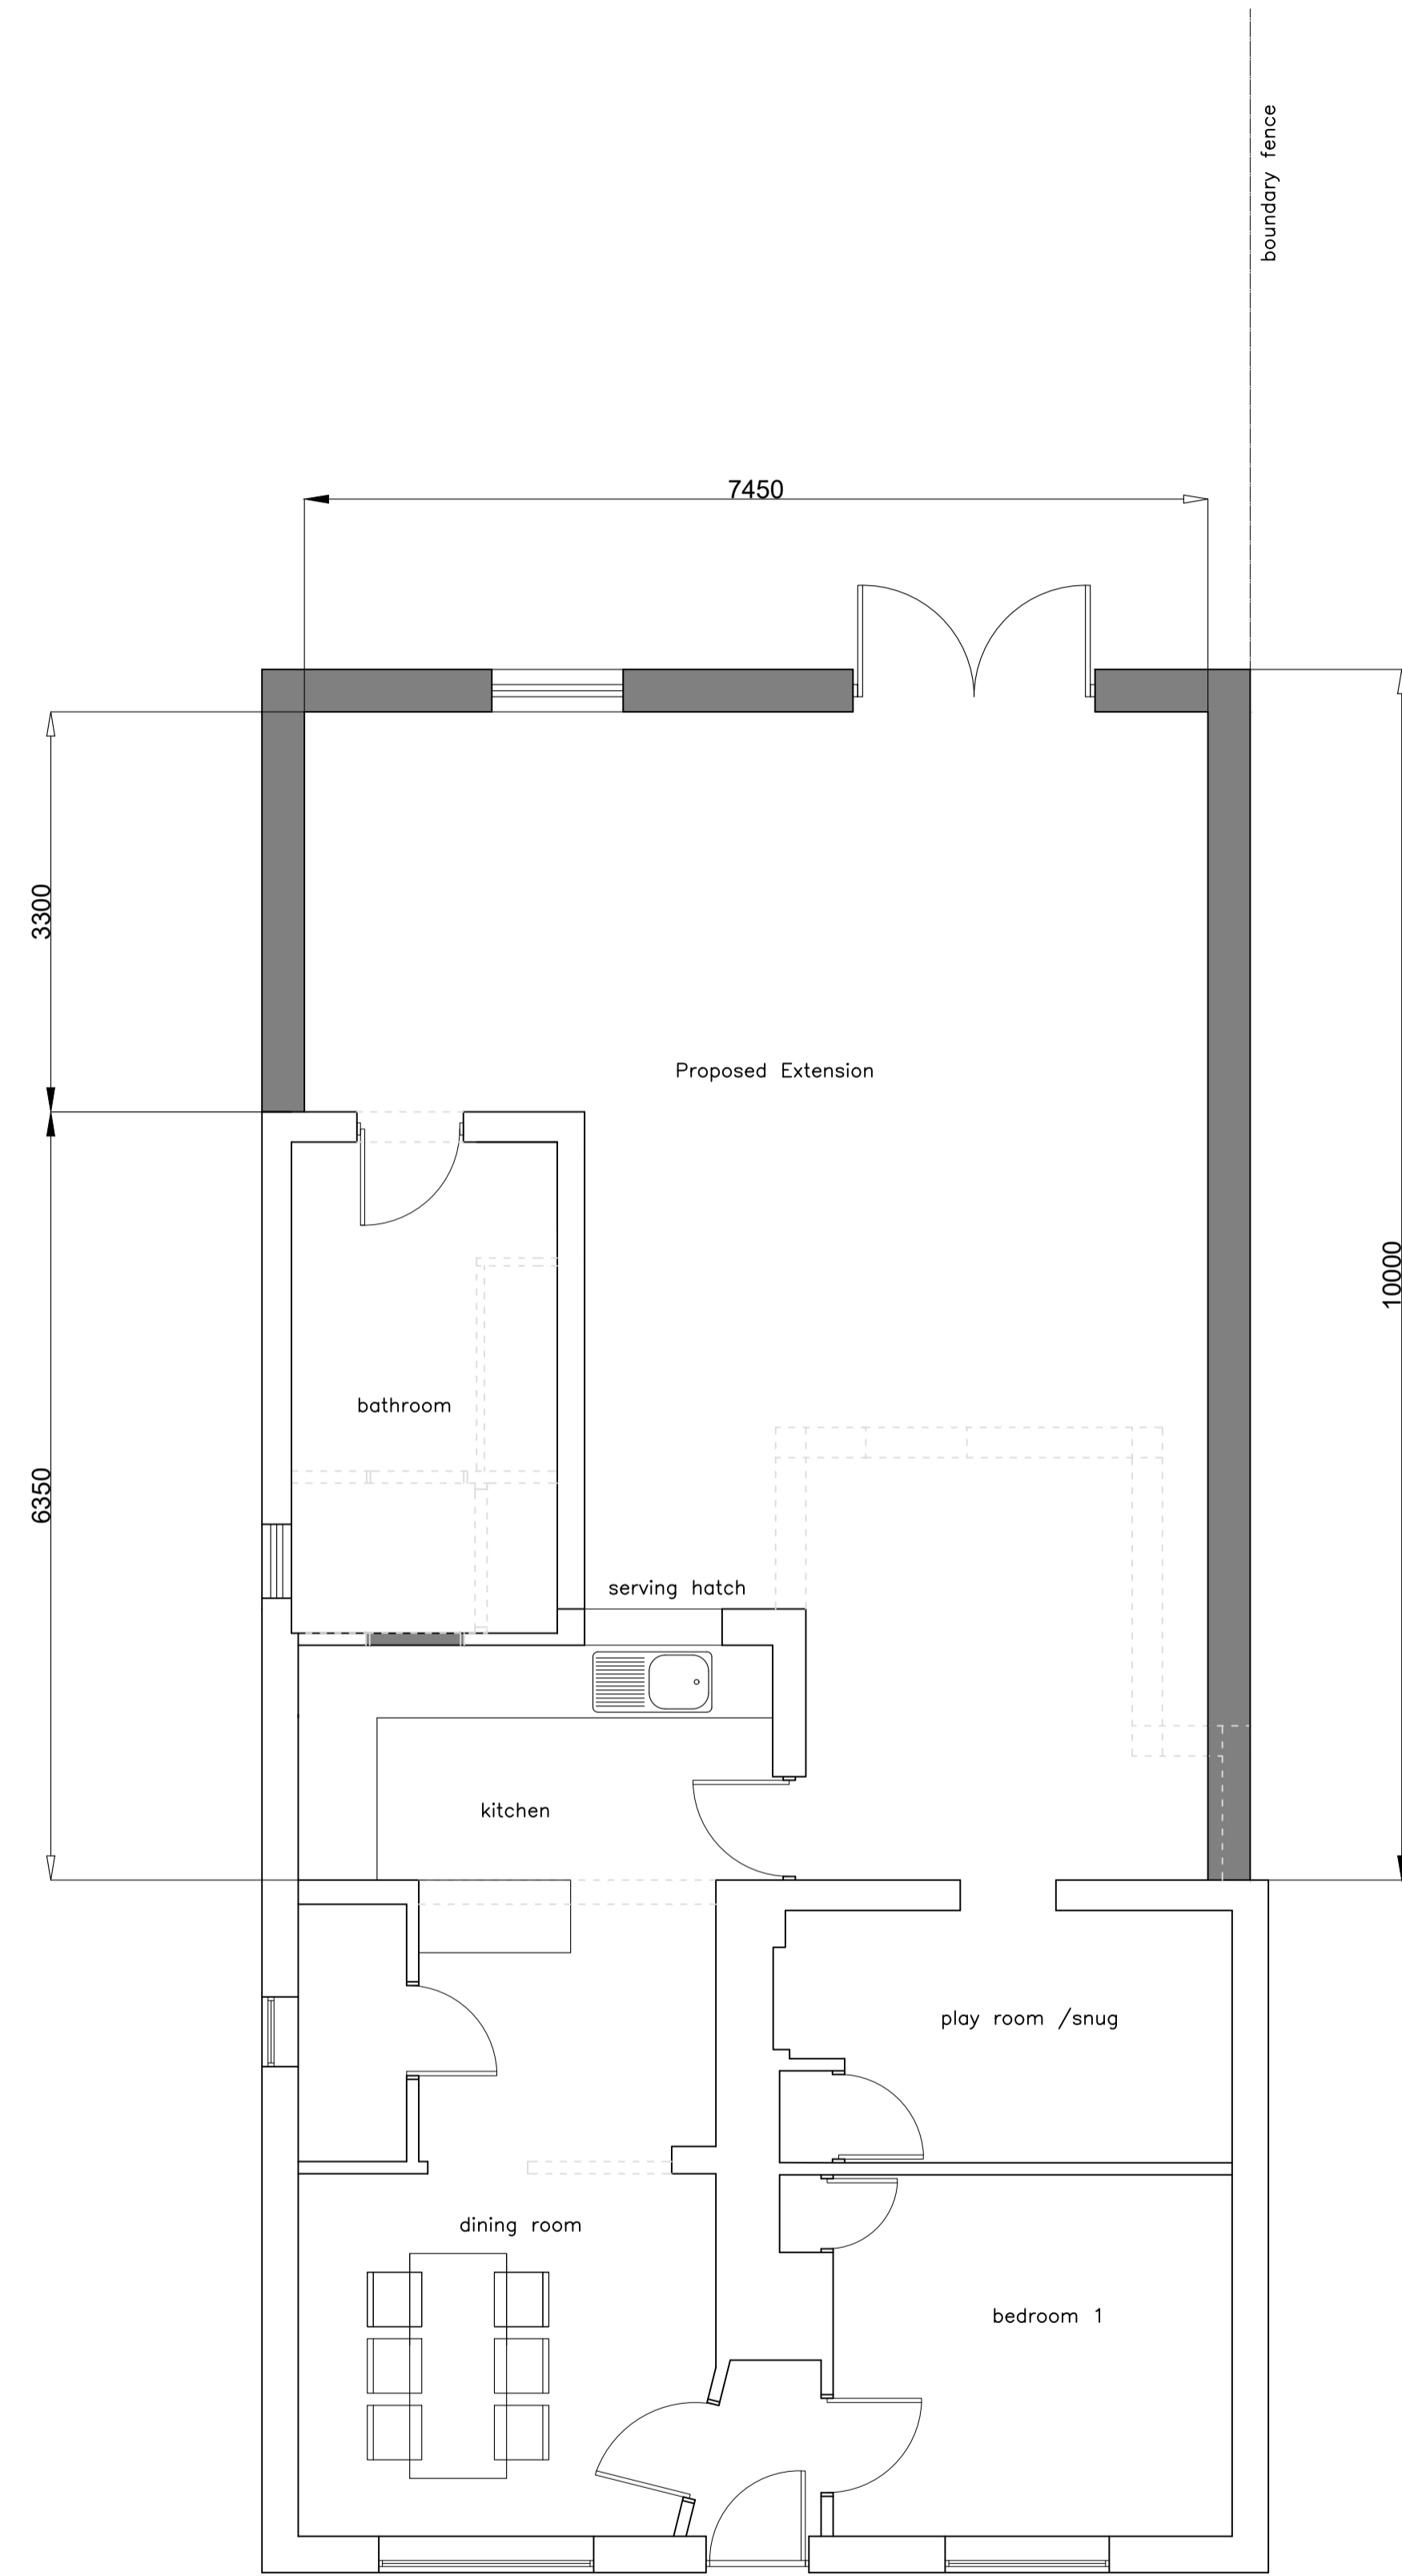 boundary fence
7450
3300
Proposed Extension
10000
bathroom
6350
serving hatch
kitchen
play room /snug
dining room
bedroom 1